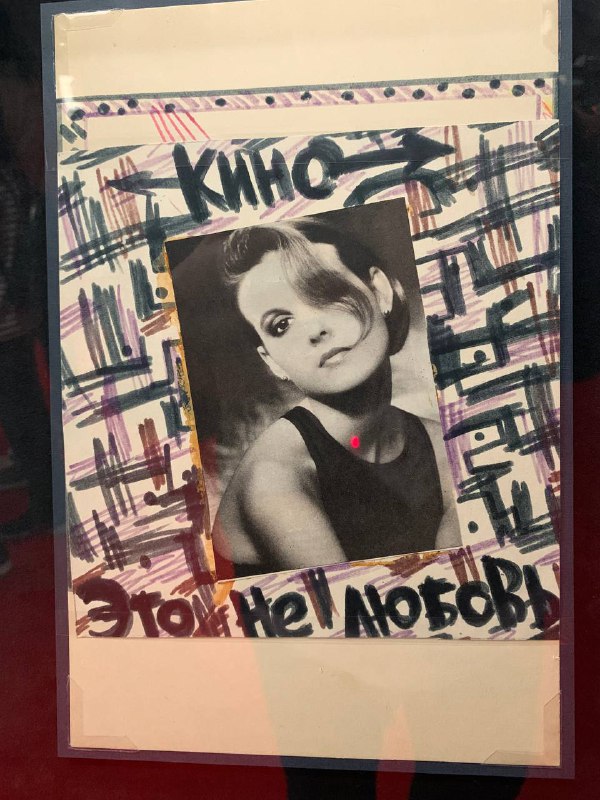 Кино
Это не любовь